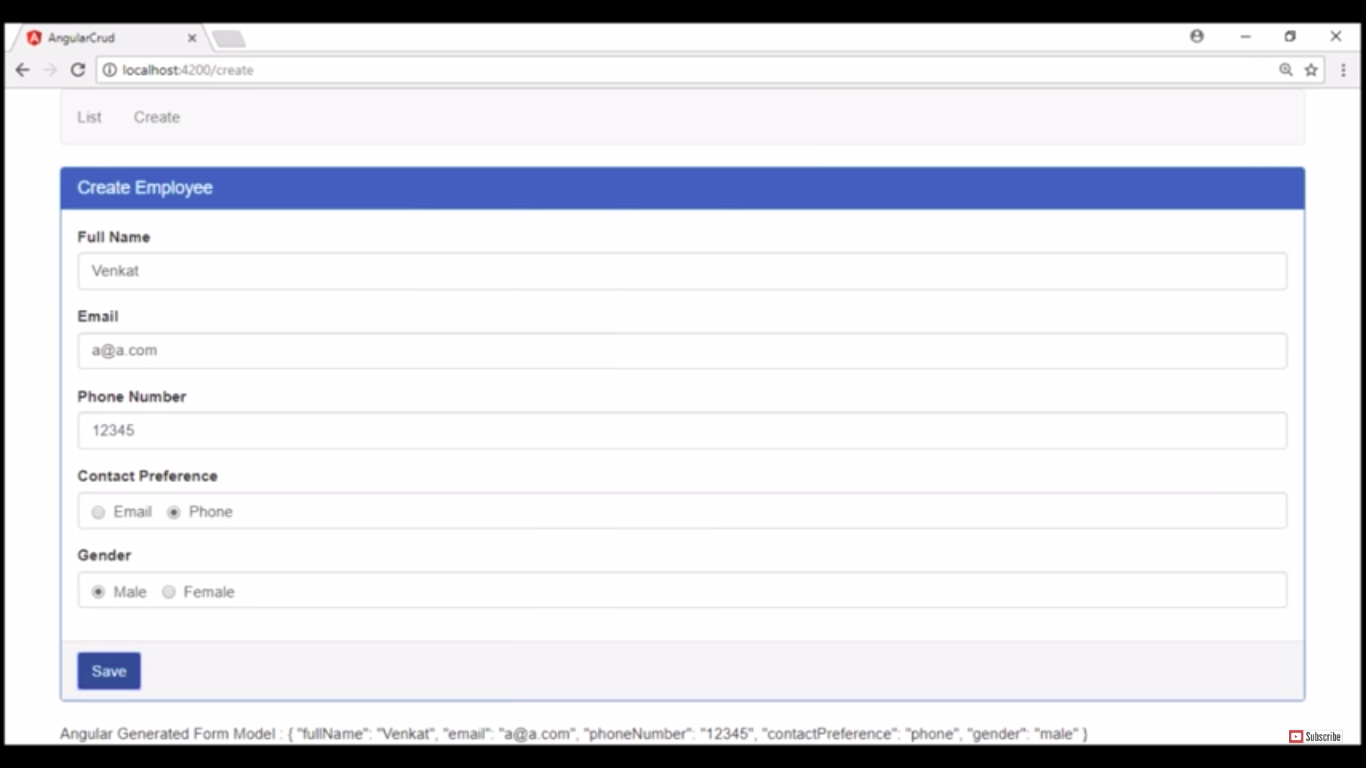 AngularCrud
localhost:4200/create
List Create
Create Employee
Full Name
Venkat
Email
a@a.com
Phone Number
12345
Contact Preference
Email Phone
Gender
Male Female
Save
Angular Generated Form Model : { "fullName": "Venkat", "email": "a@a.com", "phoneNumber": "12345", "contactPreference": "phone", "gender": "male" }
Subscribe